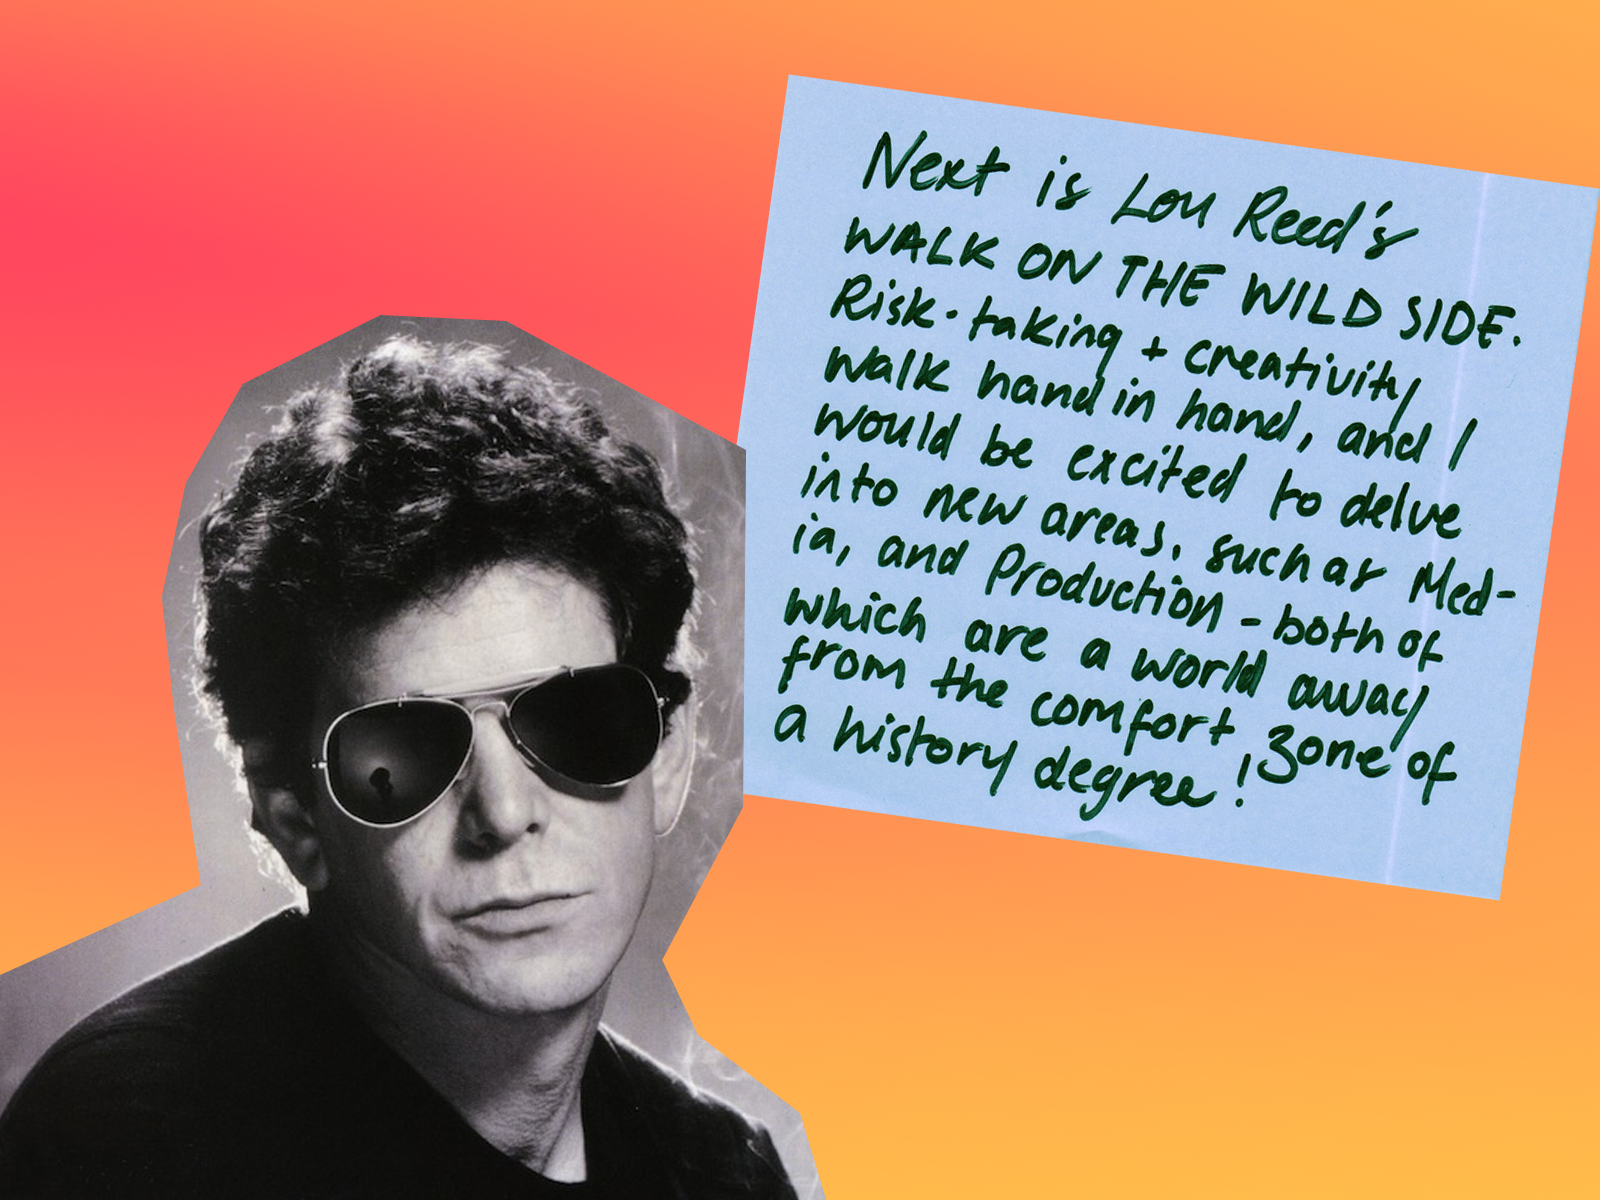 Next is Lou Reed's
WALK ON THE WILD SIDE.
Risk-taking + creativity
walk hand in hand, and I
would be excited to delve
into new areas, such as Med-
ia, and Production - both of
which are a world away
from the comfort zone of
a history degree!